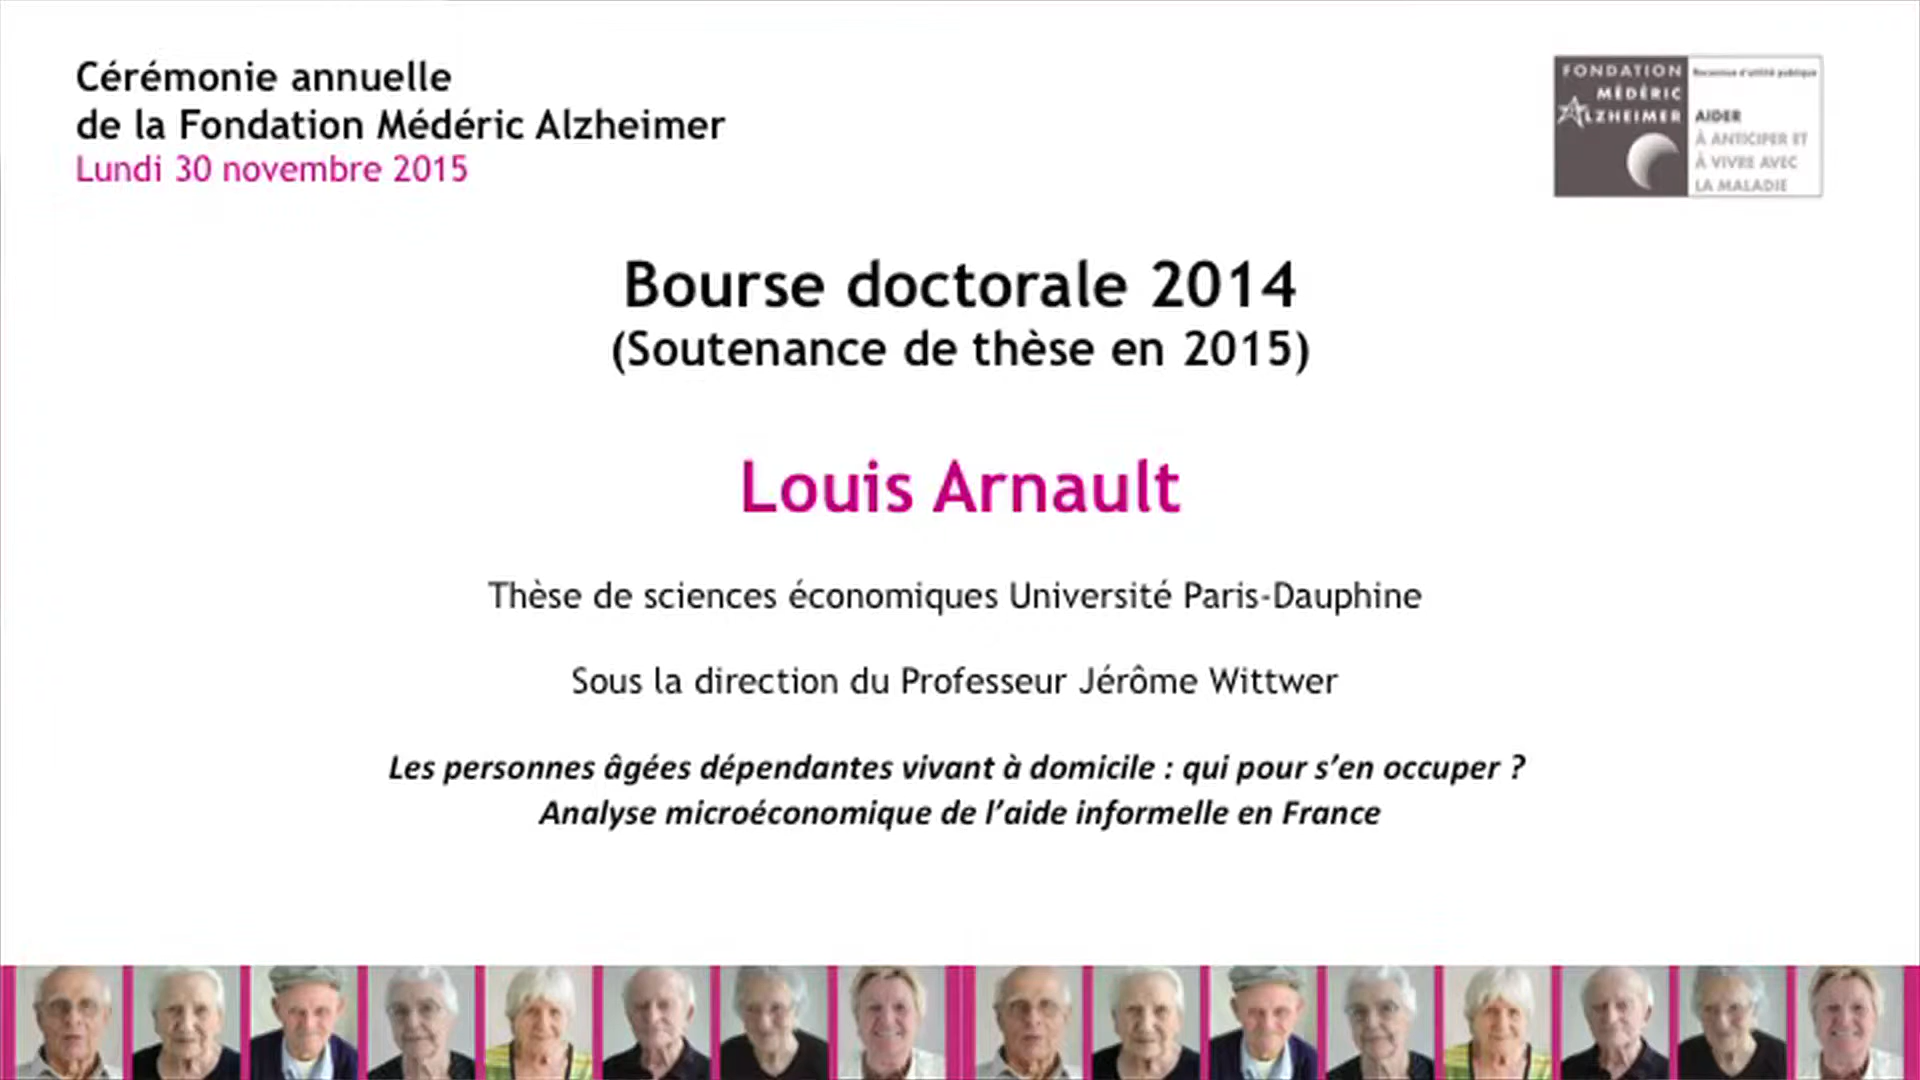 Cérémonie annuelle
de la Fondation Médéric Alzheimer
Lundi 30 novembre 2015
FONDATION
MÉDÉRIC
ALZHEIMER
Reconnue d'utilité publique
AIDER
À ANTICIPER ET
À VIVRE AVEC
LA MALADIE
Bourse doctorale 2014
(Soutenance de thèse en 2015)
Louis Arnault
Thèse de sciences économiques Université Paris-Dauphine
Sous la direction du Professeur Jérôme Wittwer
Les personnes âgées dépendantes vivant à domicile : qui pour s’en occuper ?
Analyse microéconomique de l’aide informelle en France